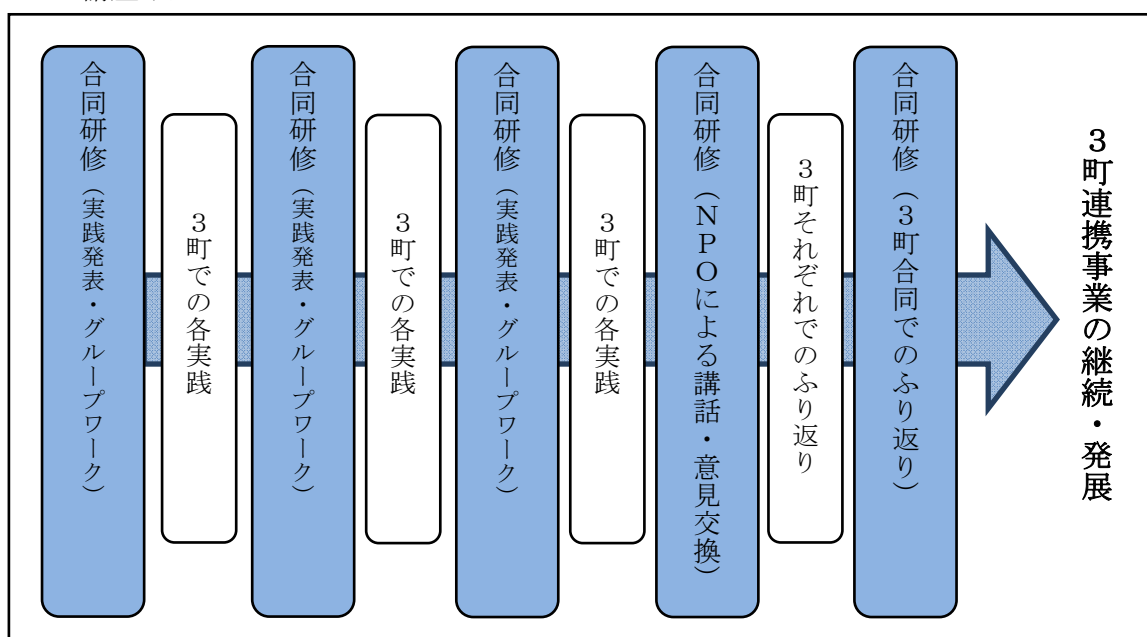 合同研修（実践発表・グループワーク）
３町での各実践
合同研修（実践発表・グループワーク）
３町での各実践
合同研修（実践発表・グループワーク）
３町での各実践
合同研修（ＮＰＯによる講話・意見交換）
３町それぞれでのふり返り
合同研修（３町合同でのふり返り）
３町連携事業の継続・発展